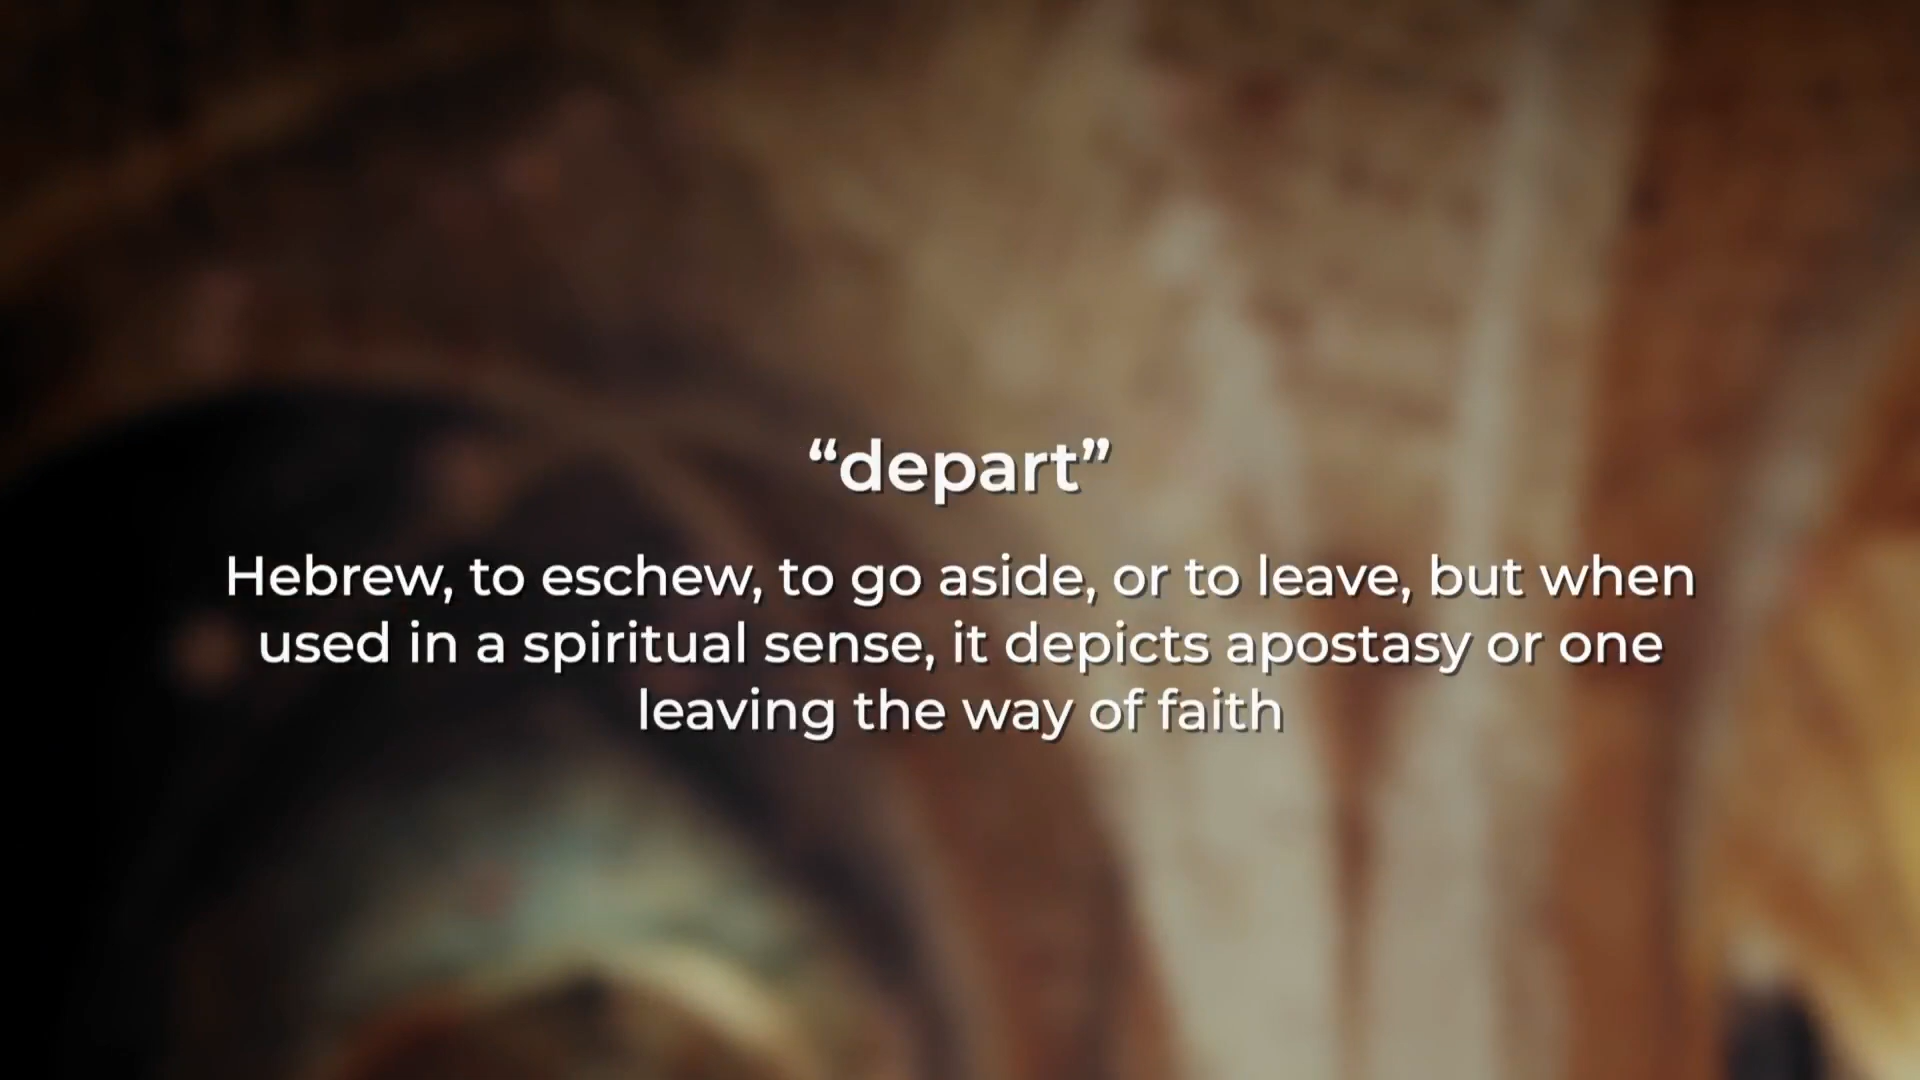 “depart”
Hebrew, to eschew, to go aside, or to leave, but when
used in a spiritual sense, it depicts apostasy or one
leaving the way of faith